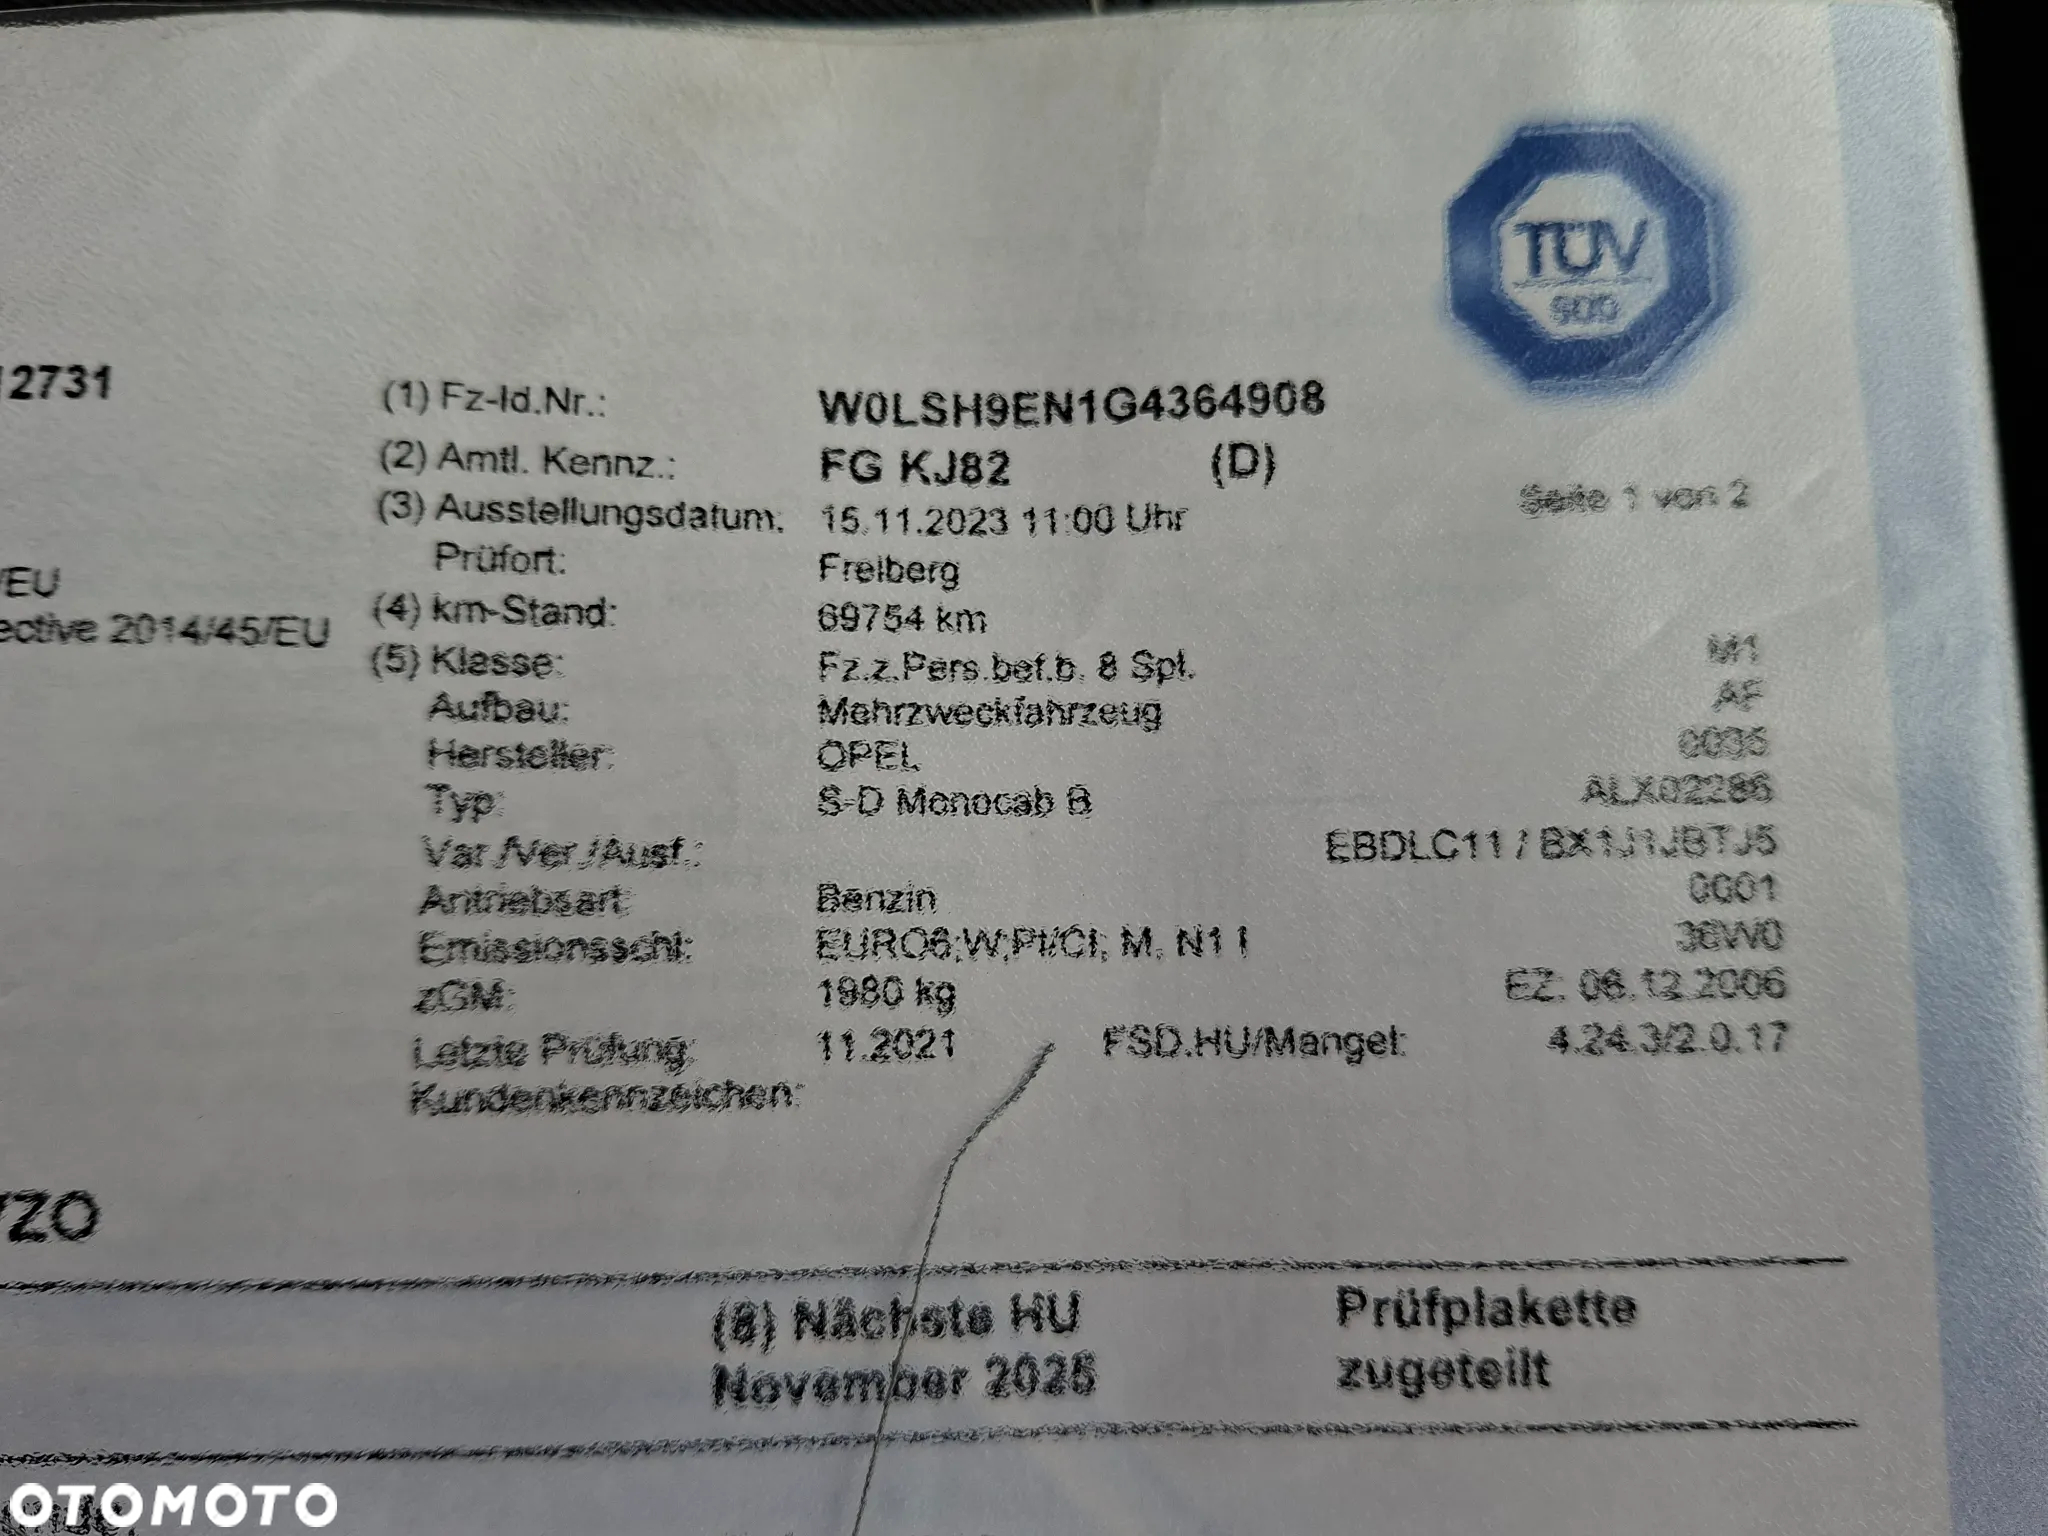 TÜV
SÜD
12731
(1) Fz-Id.Nr.: W0LSH9EN1G4364908
(2) Amtl. Kennz.: FG KJ82 (D)
Seite 1 von 2
(3) Ausstellungsdatum: 15.11.2023 11:00 Uhr
Prüfort: Freiberg
/EU
(4) km-Stand: 69754 km
ective 2014/45/EU
(5) Klasse: Fz.z.Pers.bef.b. 8 Spl. M1
Aufbau: Mehrzweckfahrzeug AF
Hersteller: OPEL 0035
Typ: S-D Monocab B ALX02286
Var./Ver./Ausf.: EBDLC11 / BX1J1JBTJ5
Antriebsart: Benzin 0001
Emissionsschl: EURO6;W;PI/CI; M, N1 I 36W0
zGM: 1980 kg EZ: 06.12.2006
Letzte Prüfung: 11.2021 FSD.HU/Mangel: 4.24.3/2.0.17
Kundenkennzeichen:
ZO
(8) Nächste HU Prüfplakette
November 2025 zugeteilt
OTOMOTO